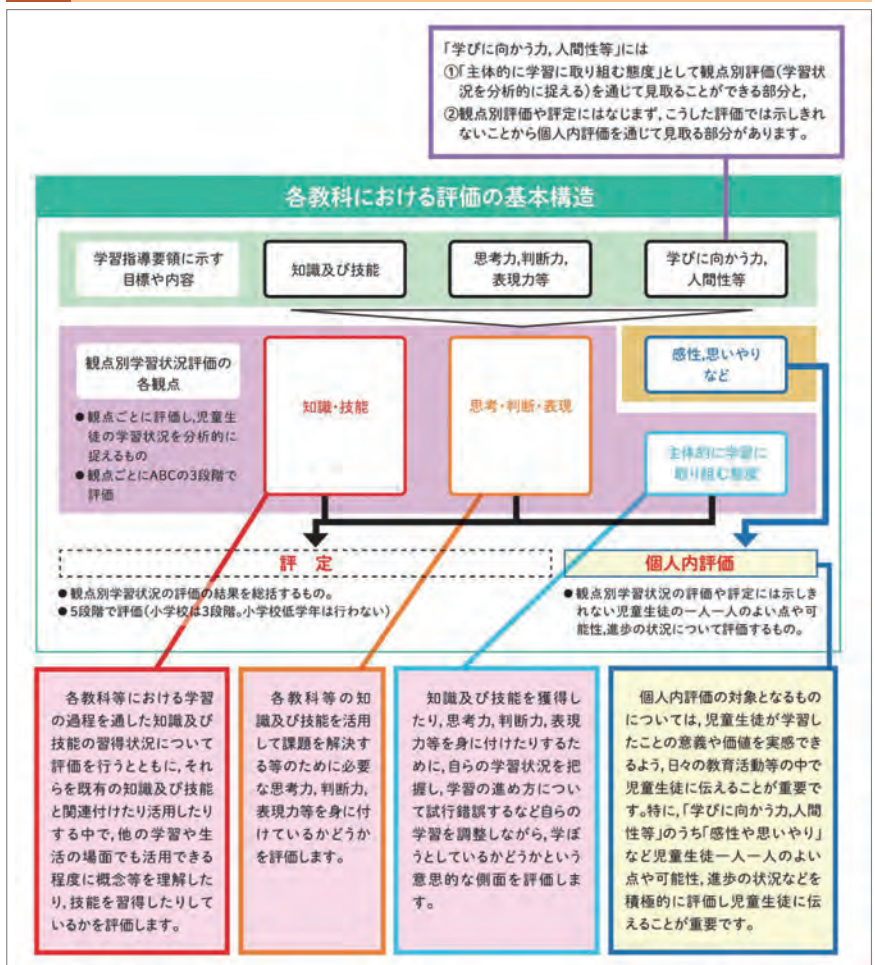 「学びに向かう力,人間性等」には
①「主体的に学習に取り組む態度」として観点別評価(学習状
況を分析的に捉える)を通じて見取ることができる部分と,
②観点別評価や評定にはなじまず,こうした評価では示しきれ
ないことから個人内評価を通じて見取る部分があります。
各教科における評価の基本構造
学習指導要領に示す
目標や内容
知識及び技能
思考力,判断力,
表現力等
学びに向かう力,
人間性等
観点別学習状況評価の
各観点
●観点ごとに評価し,児童生
徒の学習状況を分析的に
捉えるもの
●観点ごとにABCの3段階で
評価
知識・技能
思考・判断・表現
感性,思いやり
など
主体的に学習に
取り組む態度
評 定
●観点別学習状況の評価の結果を総括するもの。
●5段階で評価(小学校は3段階。小学校低学年は行わない)
個人内評価
●観点別学習状況の評価や評定には示しき
れない児童生徒の一人一人のよい点や可
能性,進歩の状況について評価するもの。
各教科等における学習
の過程を通した知識及び
技能の習得状況について
評価を行うとともに,それ
らを既有の知識及び技能
と関連付けたり活用したり
する中で,他の学習や生
活の場面でも活用できる
程度に概念等を理解した
り,技能を習得したりして
いるかを評価します。
各教科等の知
識及び技能を活用
して課題を解決す
る等のために必要
な思考力,判断力,
表現力等を身に付
けているかどうか
を評価します。
知識及び技能を獲得し
たり,思考力,判断力,表現
力等を身に付けたりするた
めに,自らの学習状況を把
握し,学習の進め方につい
て試行錯誤するなど自らの
学習を調整しながら,学ぼ
うとしているかどうかという
意思的な側面を評価しま
す。
個人内評価の対象となるもの
については,児童生徒が学習し
たことの意義や価値を実感でき
るよう,日々の教育活動等の中で
児童生徒に伝えることが重要で
す。特に,「学びに向かう力,人間
性等」のうち「感性や思いやり」
など児童生徒一人一人のよい
点や可能性,進歩の状況などを
積極的に評価し児童生徒に伝
えることが重要です。